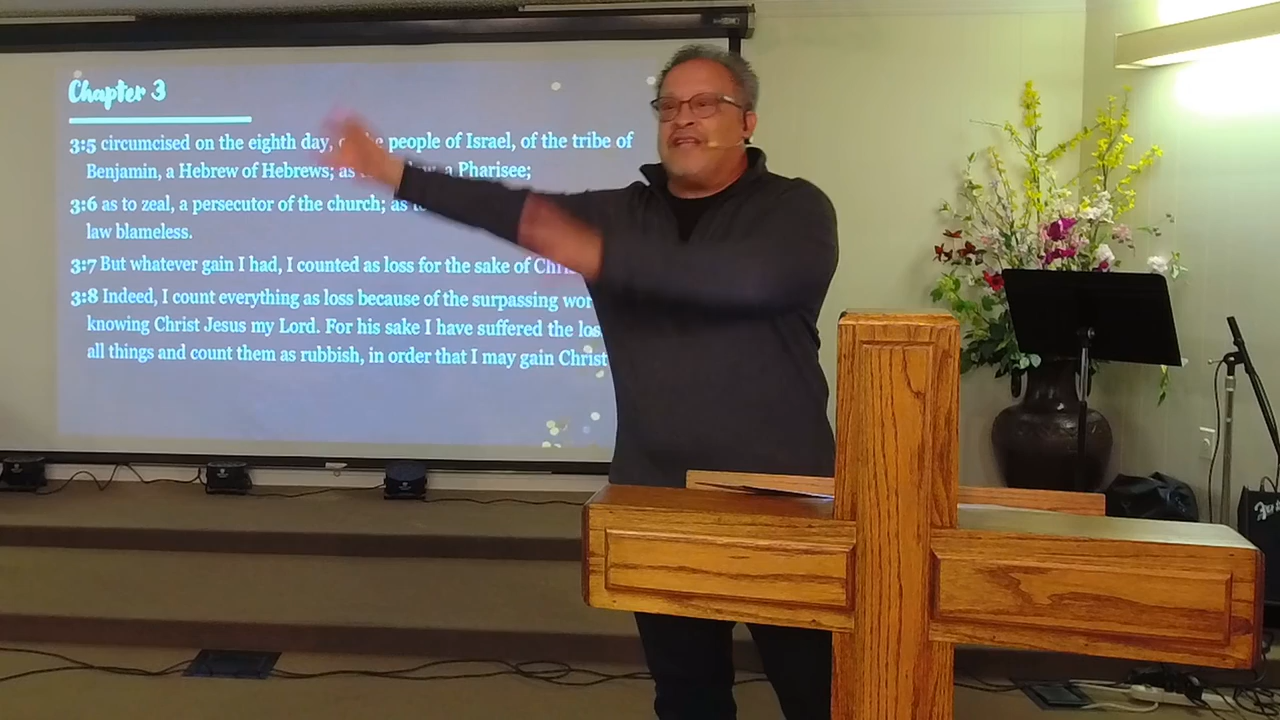 Chapter 3
3:5 circumcised on the eighth day, people of Israel, of the tribe of
Benjamin, a Hebrew of Hebrews; as a Pharisee;
3:6 as to zeal, a persecutor of the church; as
law blameless.
3:7 But whatever gain I had, I counted as loss for the sake of
3:8 Indeed, I count everything as loss because of the surpassing
knowing Christ Jesus my Lord. For his sake I have suffered the
all things and count them as rubbish, in order that I may gain Christ